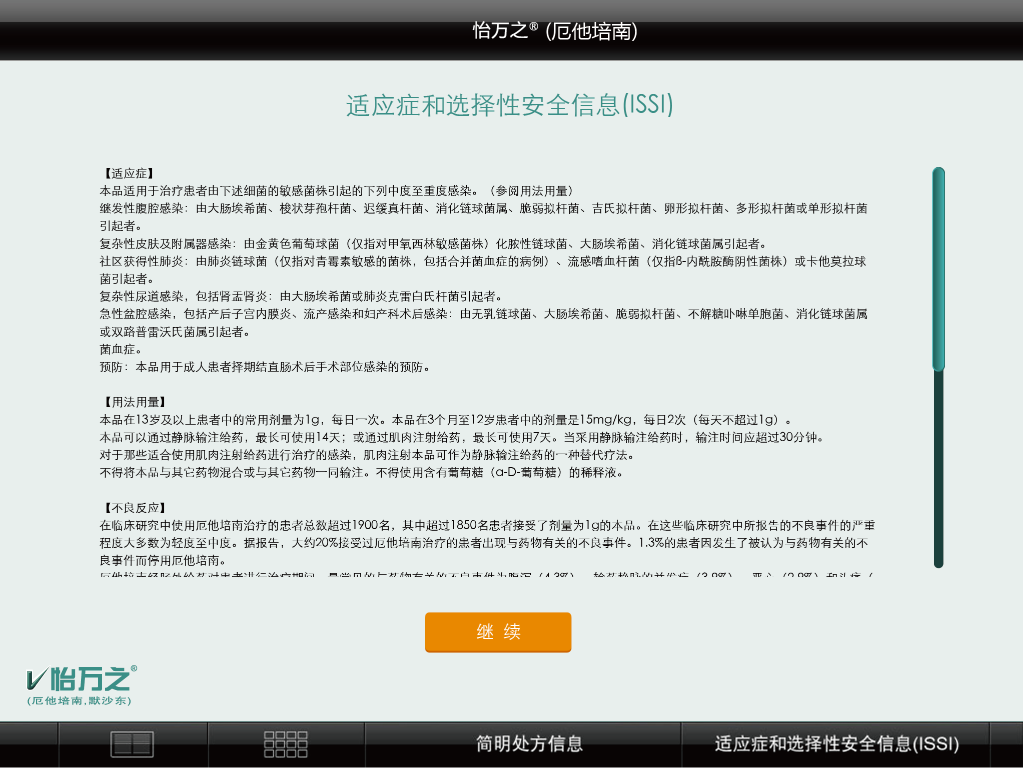 怡万之® (厄他培南)
适应症和选择性安全信息(ISSI)
【适应症】
本品适用于治疗患者由下述细菌的敏感菌株引起的下列中度至重度感染。（参阅用法用量）
继发性腹腔感染：由大肠埃希菌、梭状芽孢杆菌、迟缓真杆菌、消化链球菌属、脆弱拟杆菌、吉氏拟杆菌、卵形拟杆菌、多形拟杆菌或单形拟杆菌
引起者。
复杂性皮肤及附属器感染：由金黄色葡萄球菌（仅指对甲氧西林敏感菌株）化脓性链球菌、大肠埃希菌、消化链球菌属引起者。
社区获得性肺炎：由肺炎链球菌（仅指对青霉素敏感的菌株，包括合并菌血症的病例）、流感嗜血杆菌（仅指ß-内酰胺酶阴性菌株）或卡他莫拉球
菌引起者。
复杂性尿道感染，包括肾盂肾炎：由大肠埃希菌或肺炎克雷白氏杆菌引起者。
急性盆腔感染，包括产后子宫内膜炎、流产感染和妇产科术后感染：由无乳链球菌、大肠埃希菌、脆弱拟杆菌、不解糖卟啉单胞菌、消化链球菌属
或双路普雷沃氏菌属引起者。
菌血症。
预防：本品用于成人患者择期结直肠术后手术部位感染的预防。
【用法用量】
本品在13岁及以上患者中的常用剂量为1g，每日一次。本品在3个月至12岁患者中的剂量是15mg/kg，每日2次（每天不超过1g）。
本品可以通过静脉输注给药，最长可使用14天；或通过肌肉注射给药，最长可使用7天。当采用静脉输注给药时，输注时间应超过30分钟。
对于那些适合使用肌肉注射给药进行治疗的感染，肌肉注射本品可作为静脉输注给药的一种替代疗法。
不得将本品与其它药物混合或与其它药物一同输注。不得使用含有葡萄糖（α-D-葡萄糖）的稀释液。
【不良反应】
在临床研究中使用厄他培南治疗的患者总数超过1900名，其中超过1850名患者接受了剂量为1g的本品。在这些临床研究中所报告的不良事件的严重
程度大多数为轻度至中度。据报告，大约20%接受过厄他培南治疗的患者出现与药物有关的不良事件。1.3%的患者因发生了被认为与药物有关的不
良事件而停用厄他培南。
继 续
怡万之®
(厄他培南,默沙东)
简明处方信息
适应症和选择性安全信息(ISSI)